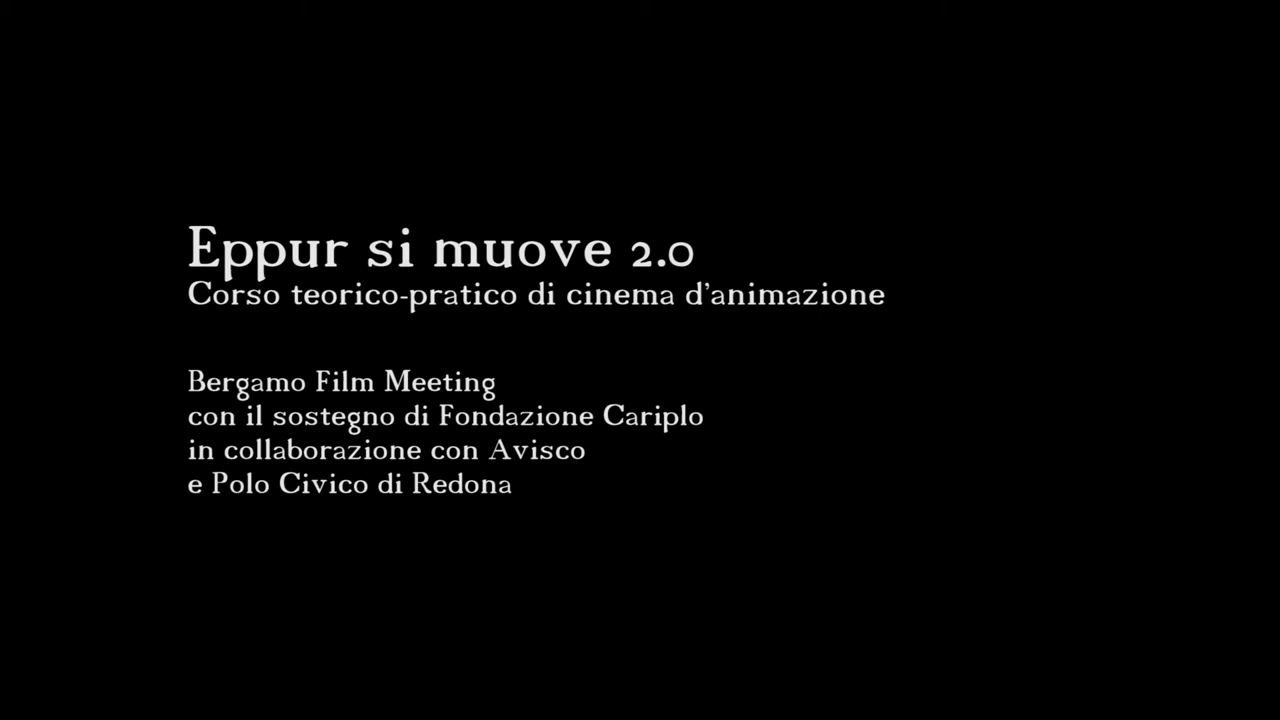 Eppur si muove 2.0
Corso teorico-pratico di cinema d'animazione
Bergamo Film Meeting
con il sostegno di Fondazione Cariplo
in collaborazione con Avisco
e Polo Civico di Redona